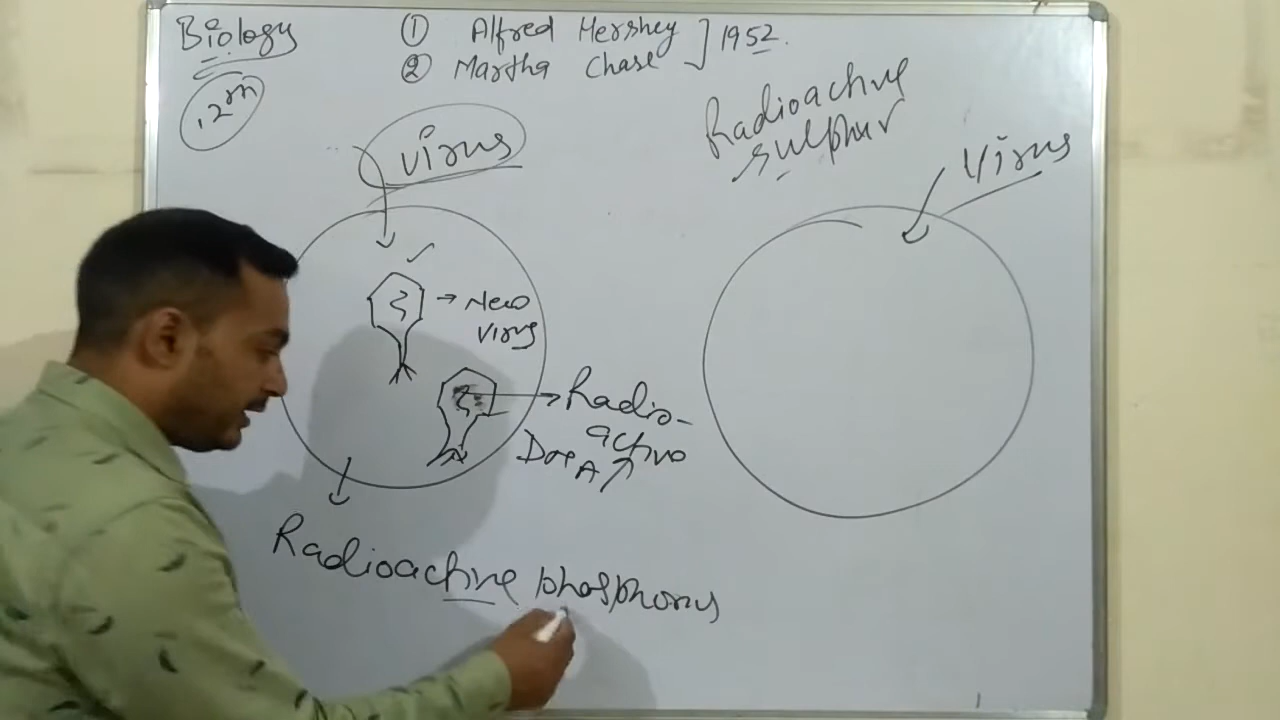 Biology
12th
① Alfred Hershey
② Martha Chase
1952.
virus
Radioactive
sulphur
Virus
→ New
virus
Radio-
active
DNA
Radioactive phosphorus